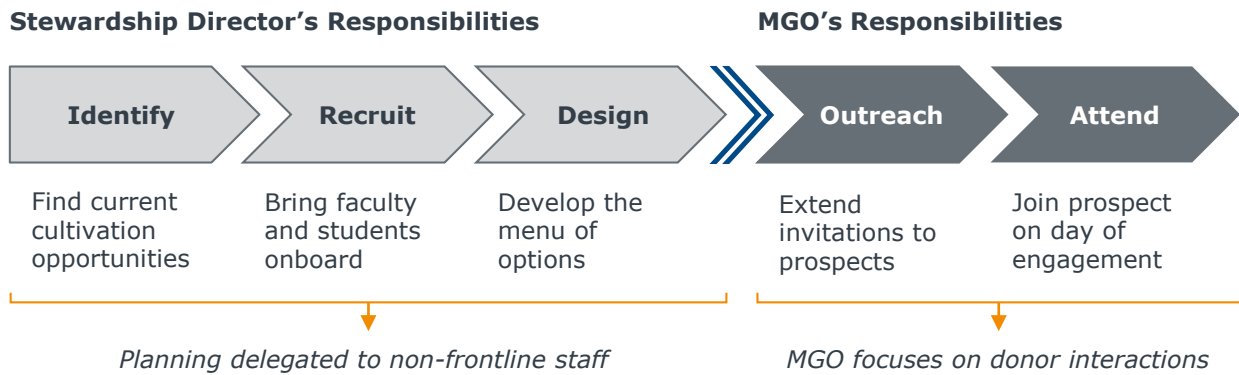 Stewardship Director's Responsibilities
MGO's Responsibilities
Identify
Recruit
Design
Outreach
Attend
Find current
cultivation
opportunities
Bring faculty
and students
onboard
Develop the
menu of
options
Extend
invitations to
prospects
Join prospect
on day of
engagement
Planning delegated to non-frontline staff
MGO focuses on donor interactions